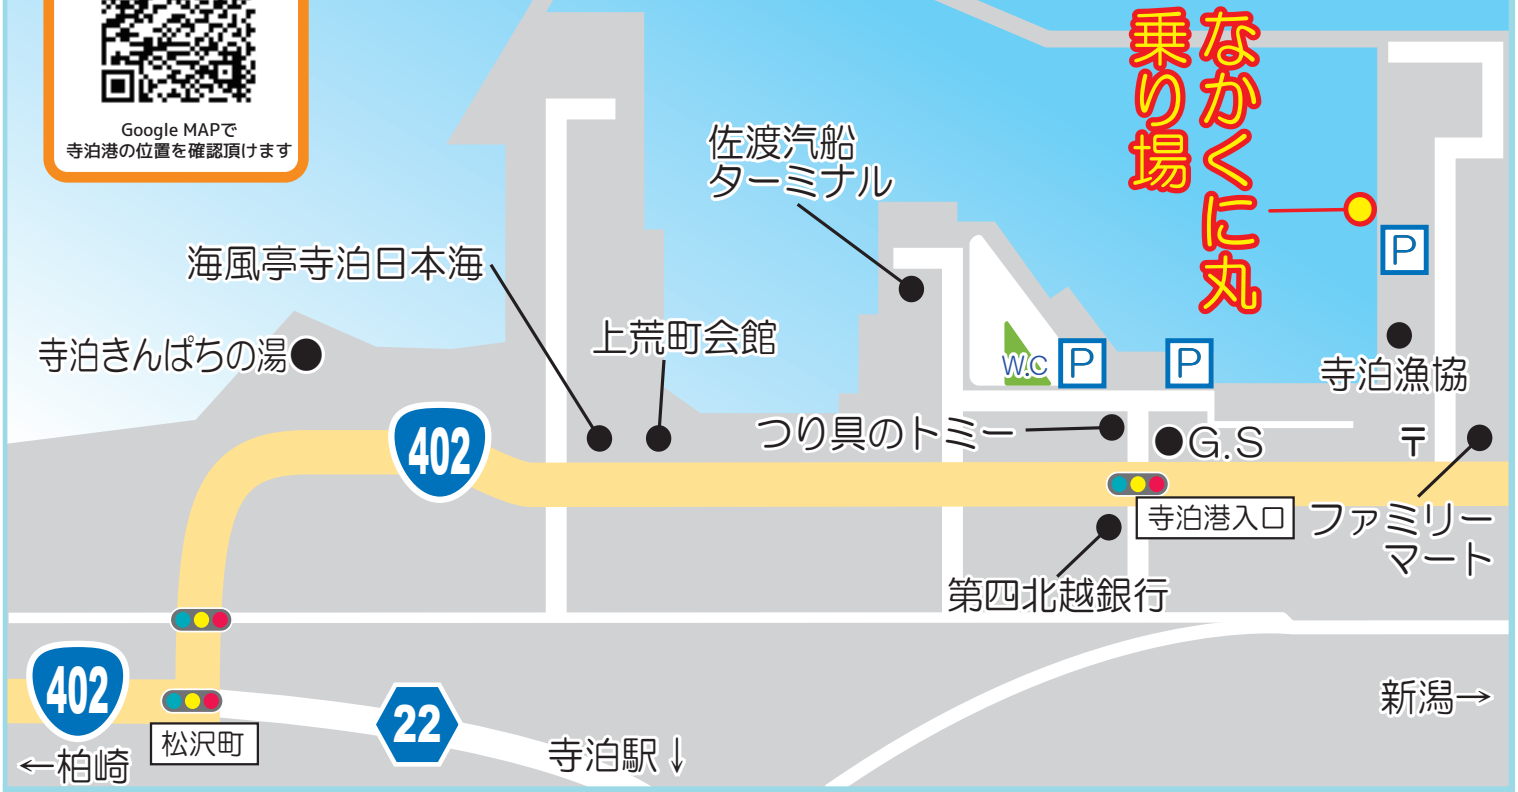 Google MAPで
寺泊港の位置を確認頂けます
なかくに丸
乗り場
佐渡汽船
ターミナル
海風亭寺泊日本海
上荒町会館
寺泊きんぱちの湯
P
W.C
P
P
寺泊漁協
つり具のトミー
G.S
〒
402
寺泊港入口
ファミリー
マート
第四北越銀行
402
22
松沢町
寺泊駅↓
新潟→
←柏崎